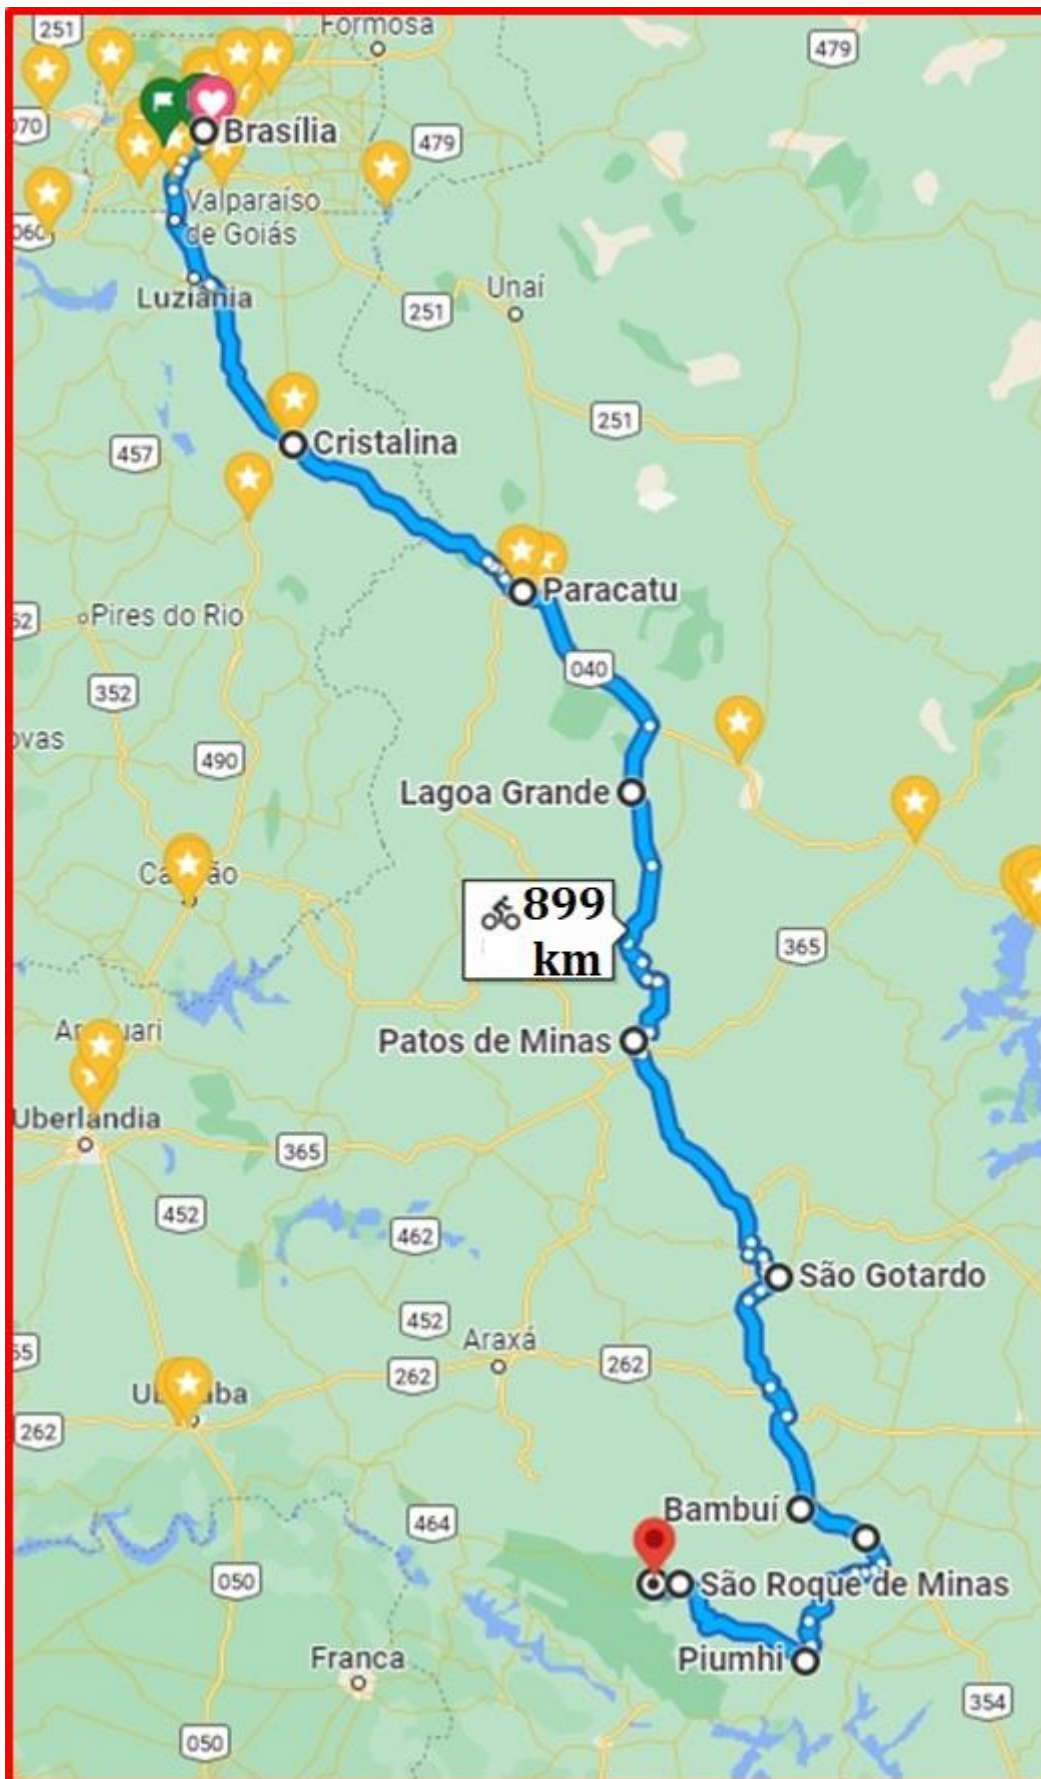 251
Formosa
479
070
Brasília
479
Valparaíso
de Goiás
060
Luziânia
Unaí
251
251
Cristalina
457
Paracatu
Pires do Rio
040
352
490
Lagoa Grande
899
km
365
Patos de Minas
Uberlandia
365
452
462
São Gotardo
452
Araxá
262
262
262
Bambuí
464
050
São Roque de Minas
Piumhi
Franca
354
050